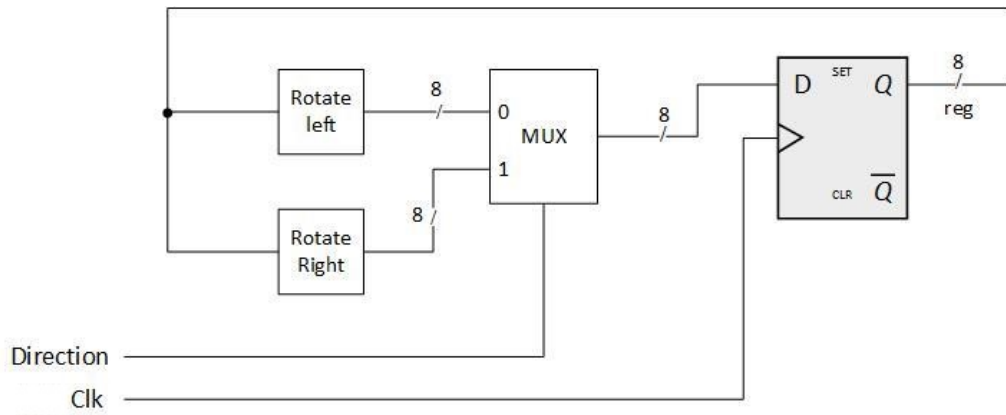 Rotate
left
8
0
MUX
1
8
Rotate
Right
8
D
SET
Q
CLR
Q
8
reg
Direction
Clk